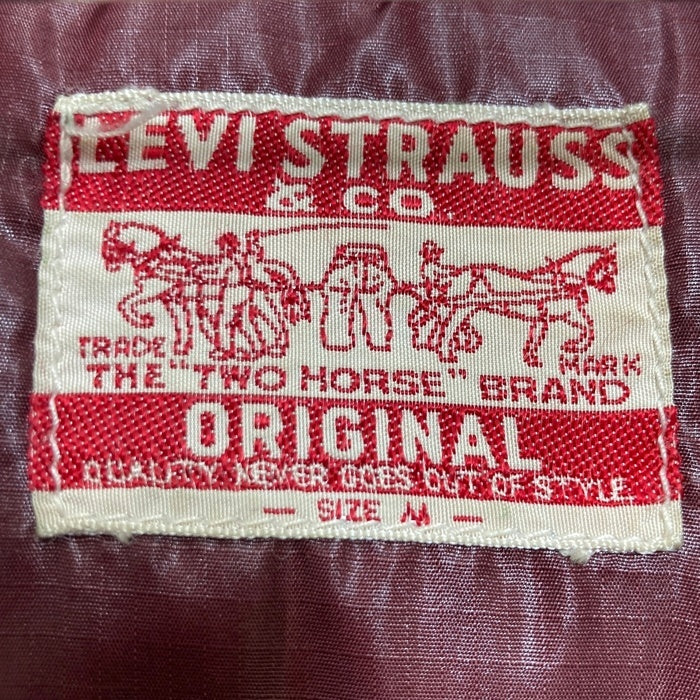 LEVI STRAUSS
& CO.
TRADE MARK
THE "TWO HORSE" BRAND
ORIGINAL
QUALITY NEVER GOES OUT OF STYLE.
— SIZE M —